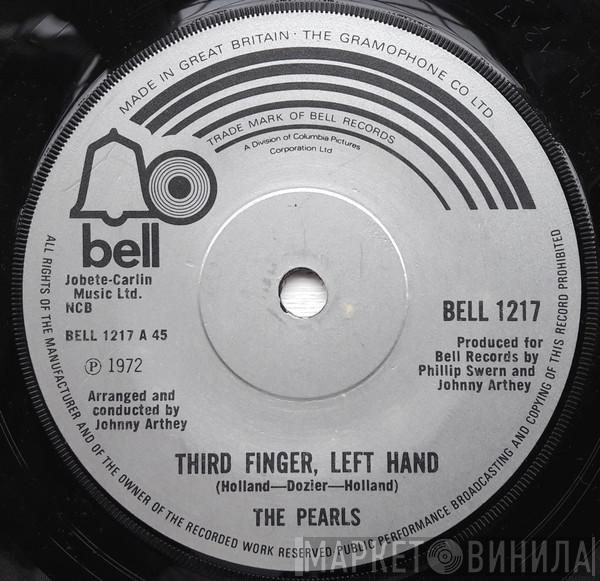 MADE IN GREAT BRITAIN · THE GRAMOPHONE CO LTD
TRADE MARK OF BELL RECORDS
A Division of Columbia Pictures
Corporation Ltd
bell
Jobete-Carlin
Music Ltd.
NCB
BELL 1217 A 45
Ⓟ 1972
Arranged and
conducted by
Johnny Arthey
BELL 1217
Produced for
Bell Records by
Phillip Swern and
Johnny Arthey
THIRD FINGER, LEFT HAND
(Holland—Dozier—Holland)
THE PEARLS
ALL RIGHTS OF THE MANUFACTURER AND OF THE OWNER OF THE RECORDED WORK RESERVED·PUBLIC PERFORMANCE BROADCASTING AND COPYING OF THIS RECORD PROHIBITED
МАРКЕТ ВИНИЛА